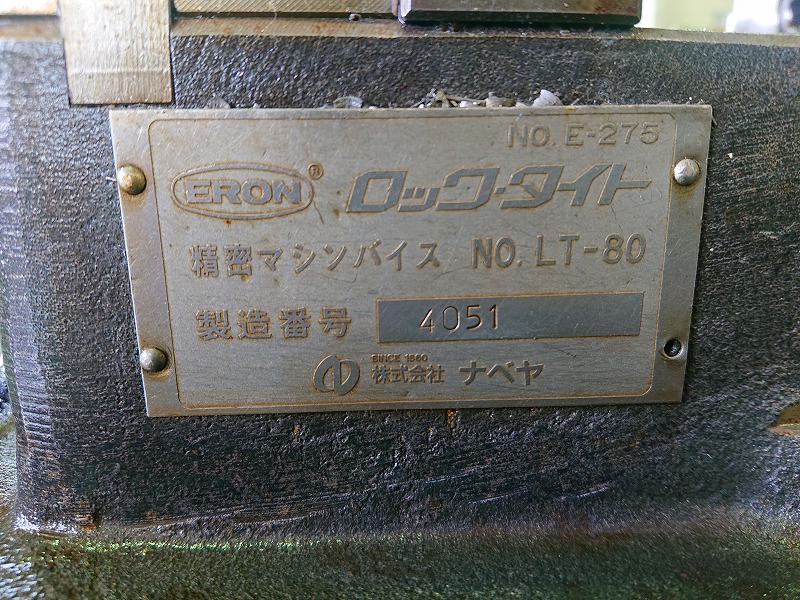 NO. E-275
ERON® ロック・タイト
精密マシンバイス NO. LT-80
製造番号 4051
SINCE 1560
株式会社 ナベヤ